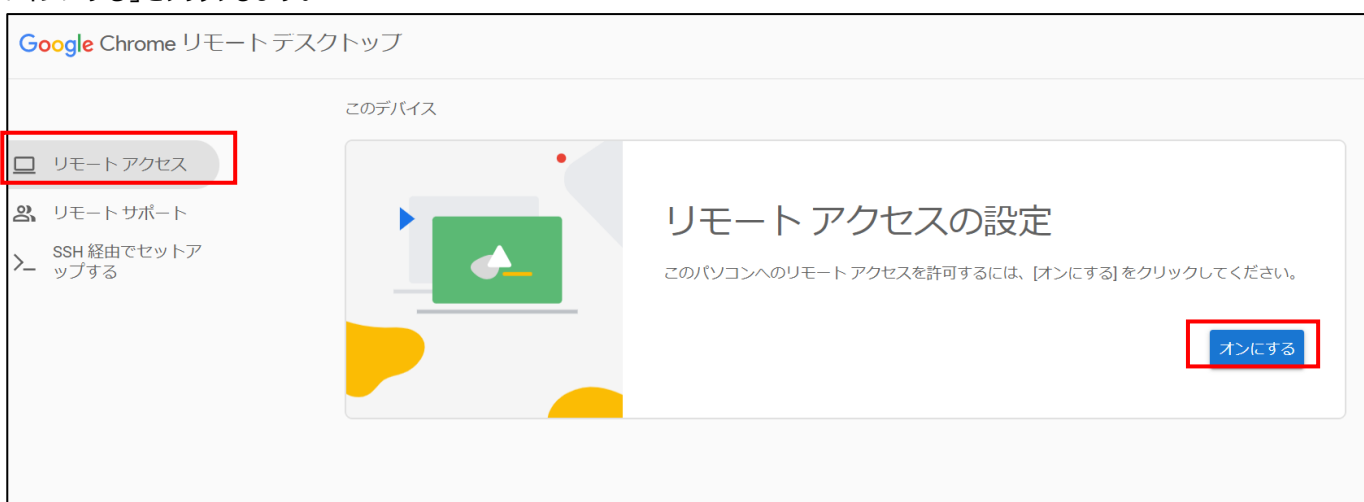 Google Chrome リモート デスクトップ
このデバイス
リモート アクセス
リモート サポート
SSH 経由でセットア
ップする
リモート アクセスの設定
このパソコンへのリモート アクセスを許可するには、[オンにする] をクリックしてください。
オンにする